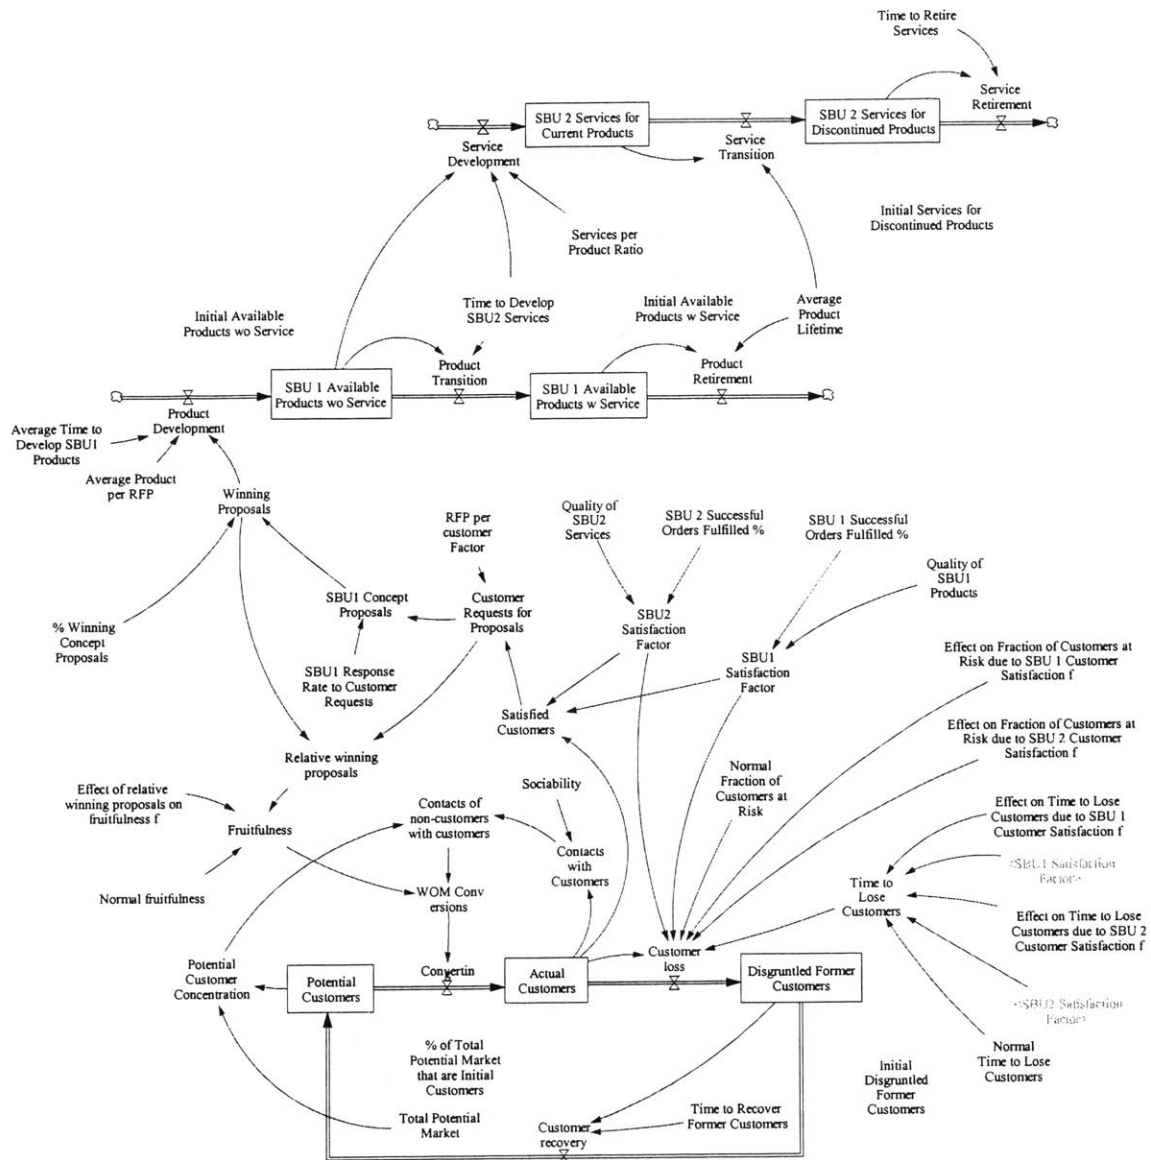 Time to Retire
Services
Service
Retirement
SBU 2 Services for
Current Products
SBU 2 Services for
Discontinued Products
Service
Development
Service
Transition
Initial Services for
Discontinued Products
Services per
Product Ratio
Initial Available
Products wo Service
Time to Develop
SBU2 Services
Initial Available
Products w Service
Average
Product
Lifetime
Product
Transition
Product
Retirement
SBU 1 Available
Products wo Service
SBU 1 Available
Products w Service
Product
Development
Average Time to
Develop SBU1
Products
Average Product
per RFP
Winning
Proposals
RFP per
customer
Factor
Quality of
SBU2
Services
SBU 2 Successful
Orders Fulfilled %
SBU 1 Successful
Orders Fulfilled %
Quality of
SBU1
Products
SBU1 Concept
Proposals
Customer
Requests for
Proposals
% Winning
Concept
Proposals
SBU2
Satisfaction
Factor
SBU1
Satisfaction
Factor
Effect on Fraction of Customers at
Risk due to SBU 1 Customer
Satisfaction f
SBU1 Response
Rate to Customer
Requests
Satisfied
Customers
Effect on Fraction of Customers at
Risk due to SBU 2 Customer
Satisfaction f
Relative winning
proposals
Normal
Fraction of
Customers at
Risk
Effect of relative
winning proposals on
fruitfulness f
Sociability
Contacts of
non-customers
with customers
Effect on Time to Lose
Customers due to SBU 1
Customer Satisfaction f
Fruitfulness
Contacts
with
Customers
<SBU1 Satisfaction
Factor>
Normal fruitfulness
WOM Conv
ersions
Time to
Lose
Customers
Effect on Time to Lose
Customers due to SBU 2
Customer Satisfaction f
Potential
Customer
Concentration
Potential
Customers
Convertin
Actual
Customers
Customer
loss
Disgruntled Former
Customers
<SBU2 Satisfaction
Factor>
% of Total
Potential Market
that are Initial
Customers
Normal
Time to Lose
Customers
Initial
Disgruntled
Former
Customers
Total Potential
Market
Customer
recovery
Time to Recover
Former Customers